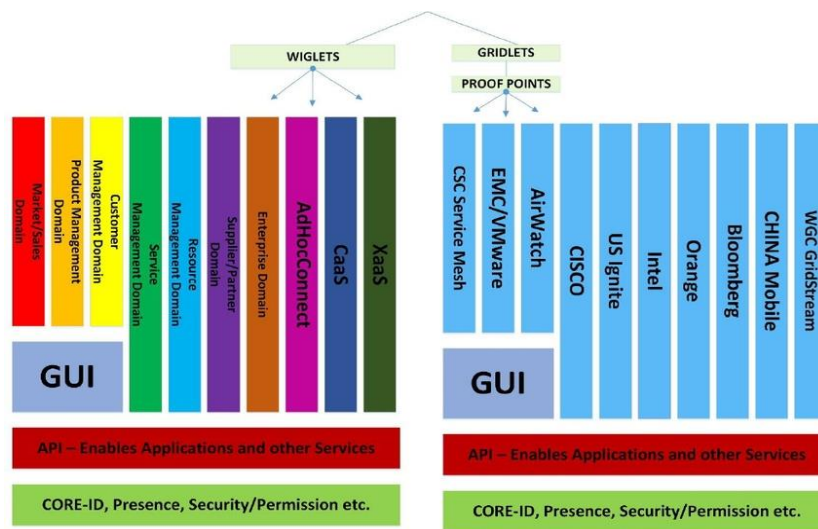 WIGLETS
GRIDLETS
PROOF POINTS
Market/Sales
Domain
Product Management
Domain
Customer
Management Domain
Service
Management Domain
Resource
Management Domain
Supplier/Partner
Domain
Enterprise Domain
AdHocConnect
CaaS
XaaS
GUI
API – Enables Applications and other Services
CORE-ID, Presence, Security/Permission etc.
CSC Service Mesh
EMC/VMware
AirWatch
CISCO
US Ignite
Intel
Orange
Bloomberg
CHINA Mobile
WGC GridStream
GUI
API – Enables Applications and other Services
CORE-ID, Presence, Security/Permission etc.